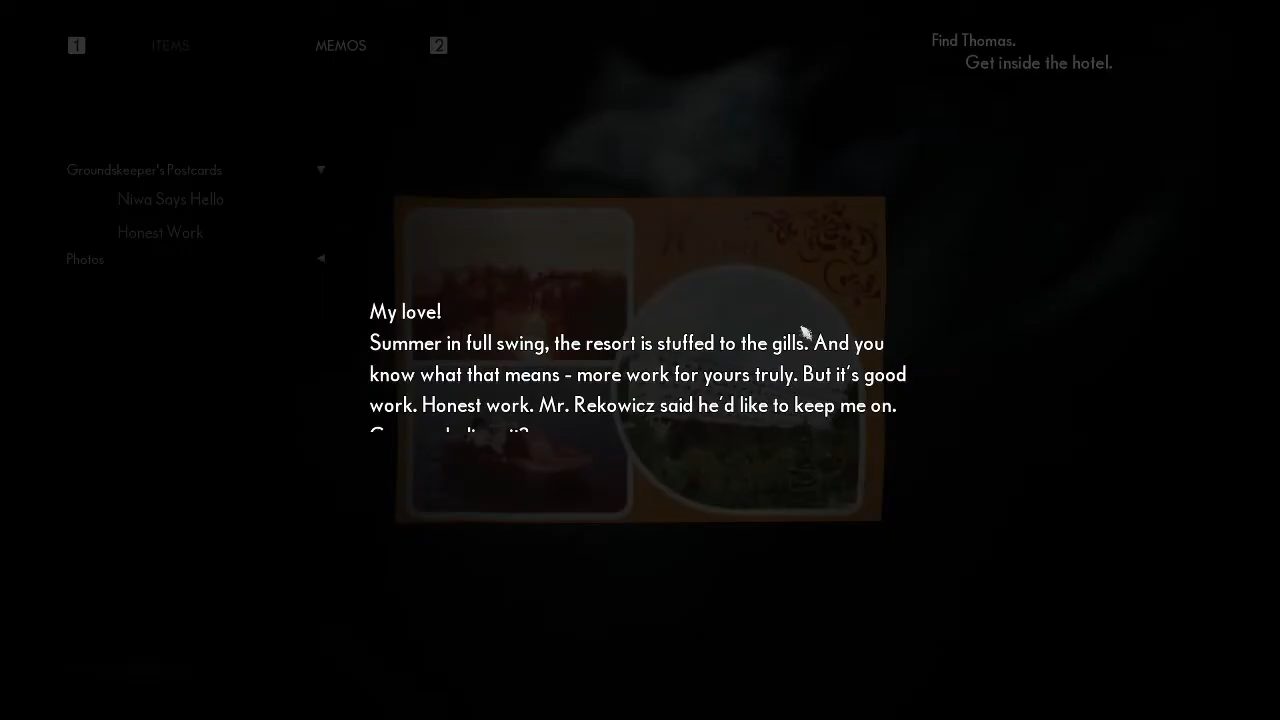 1 ITEMS MEMOS 2
Find Thomas.
Get inside the hotel.
Groundskeeper's Postcards
Niwa Says Hello
Honest Work
Photos
My love!
Summer in full swing, the resort is stuffed to the gills. And you
know what that means - more work for yours truly. But it's good
work. Honest work. Mr. Rekowicz said he'd like to keep me on.